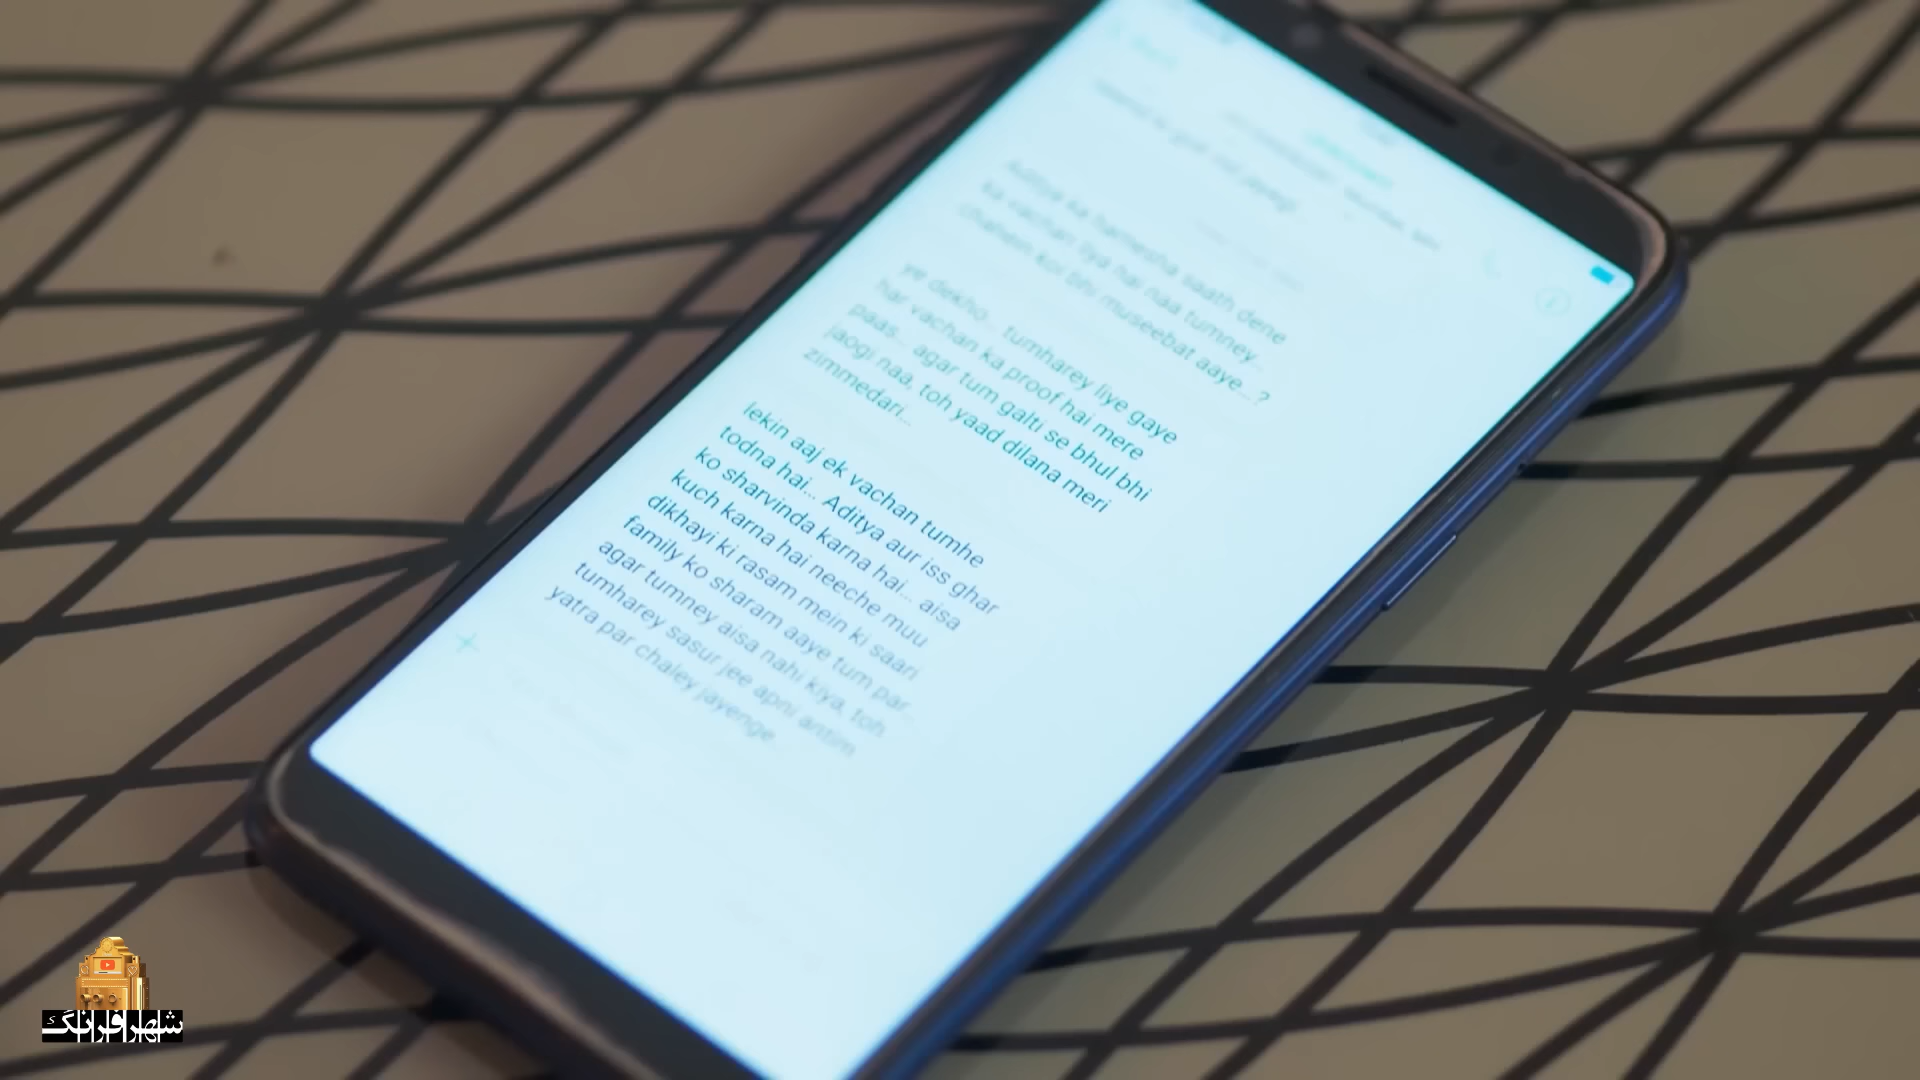 Aditya ka hamesha saath dene
ka vachan liya hai naa tumney..
chahein koi bhi museebat aaye...?
ye dekho.. tumharey liye gaye
har vachan ka proof hai mere
paas... agar tum galti se bhul bhi
jaogi naa, toh yaad dilana meri
zimmedari...
lekin aaj ek vachan tumhe
todna hai... Aditya aur iss ghar
ko sharvinda karna hai... aisa
kuch karna hai neeche muu
dikhayi ki rasam mein ki saari
family ko sharam aaye tum par..
agar tumney aisa nahi kiya, toh
tumharey sasur jee apni antim
yatra par chaley jayenge
شهرافرنگ